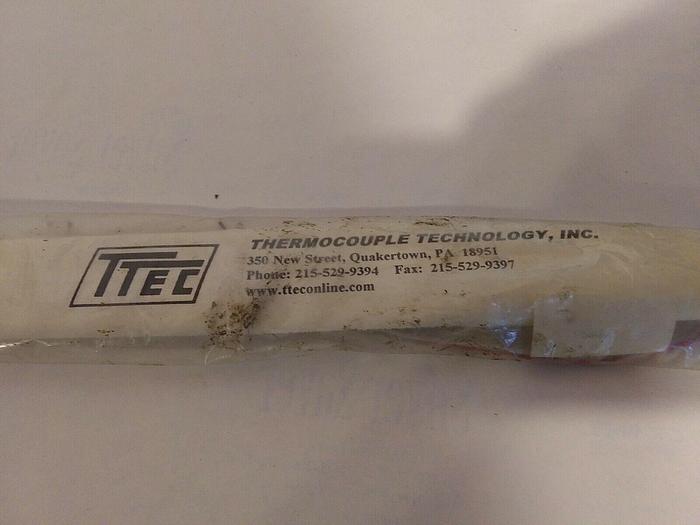 TTEC
THERMOCOUPLE TECHNOLOGY, INC.
350 New Street, Quakertown, PA 18951
Phone: 215-529-9394 Fax: 215-529-9397
www.tteconline.com